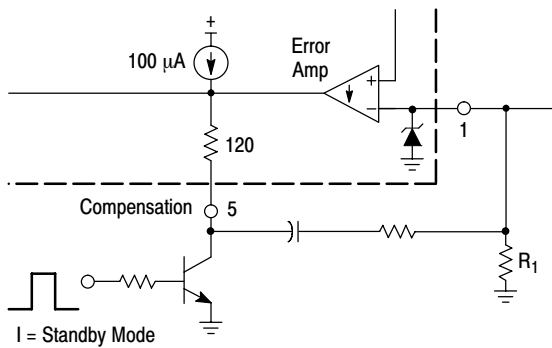 +
100 μA
Error
Amp
+
−
1
120
Compensation
5
R1
I = Standby Mode